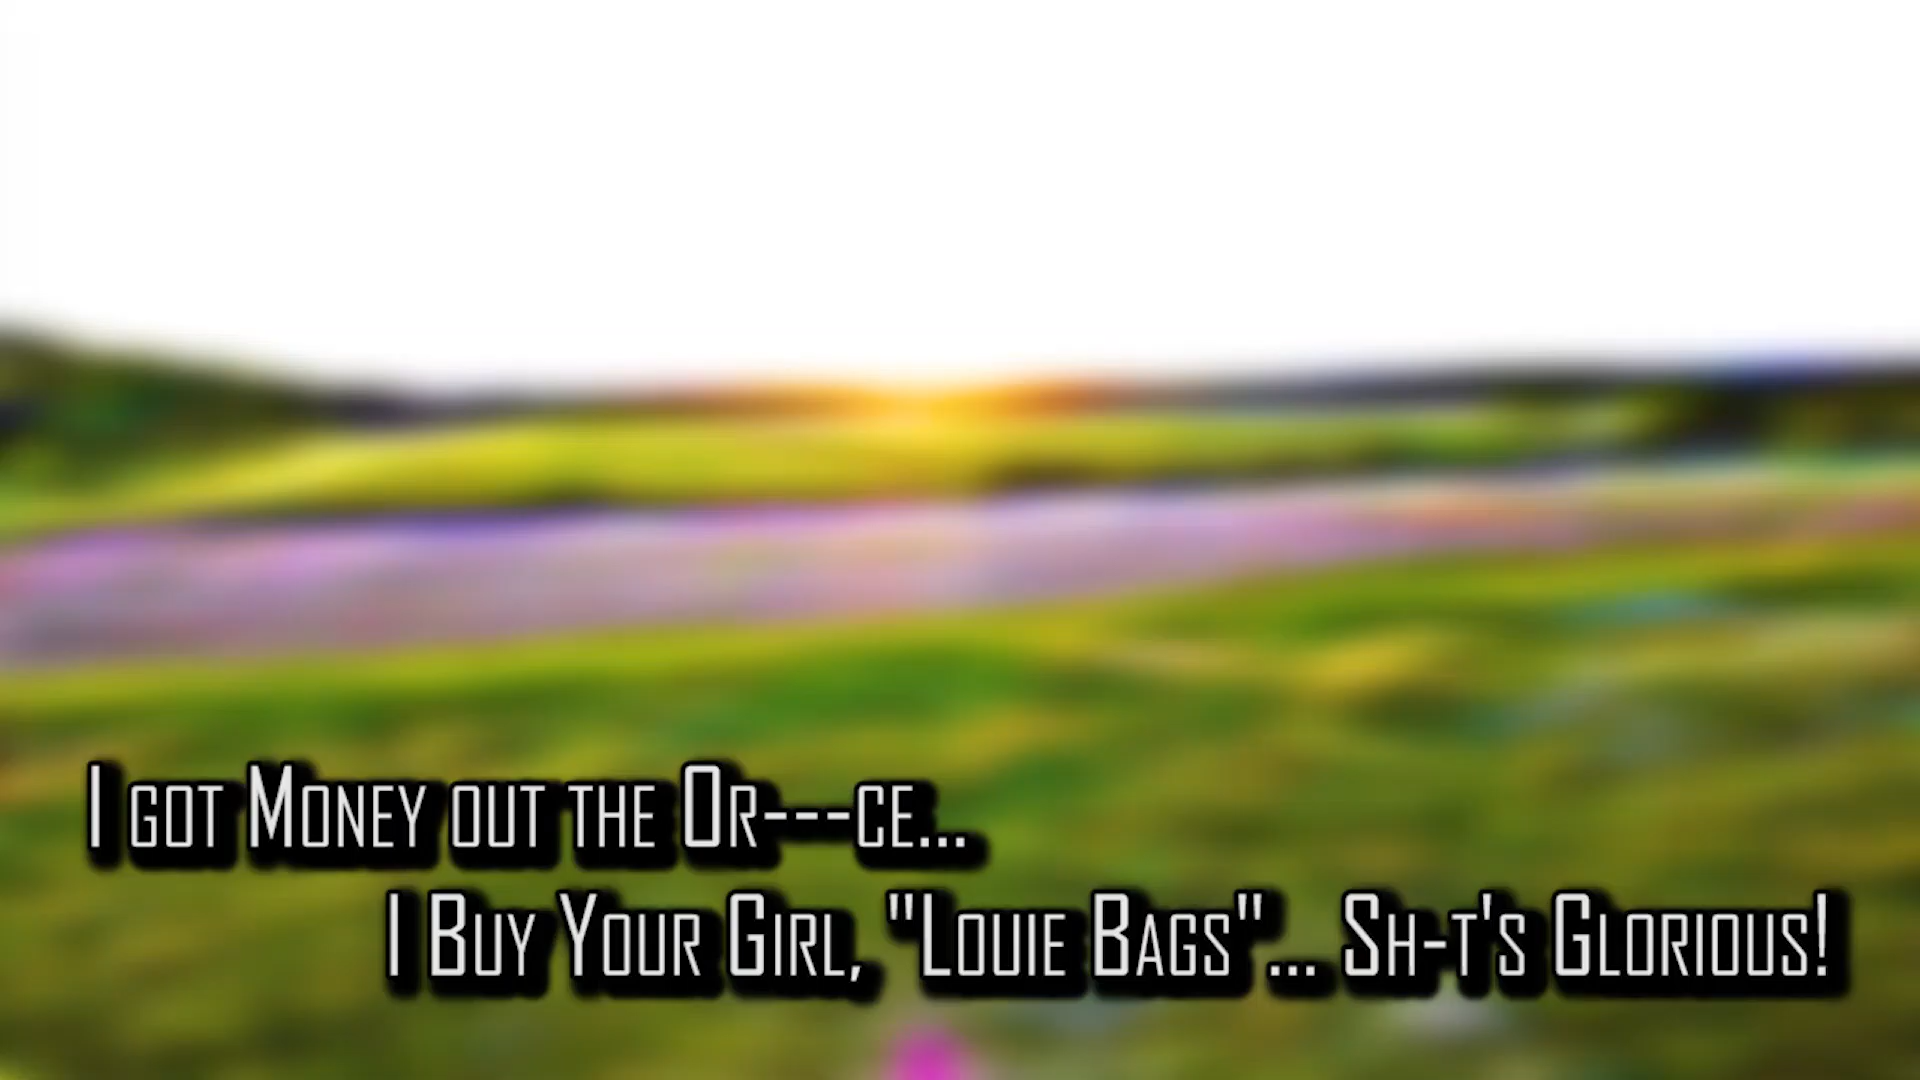 I got Money out the Or---ce...
I Buy Your Girl, "Louie Bags"... Sh-t's Glorious!